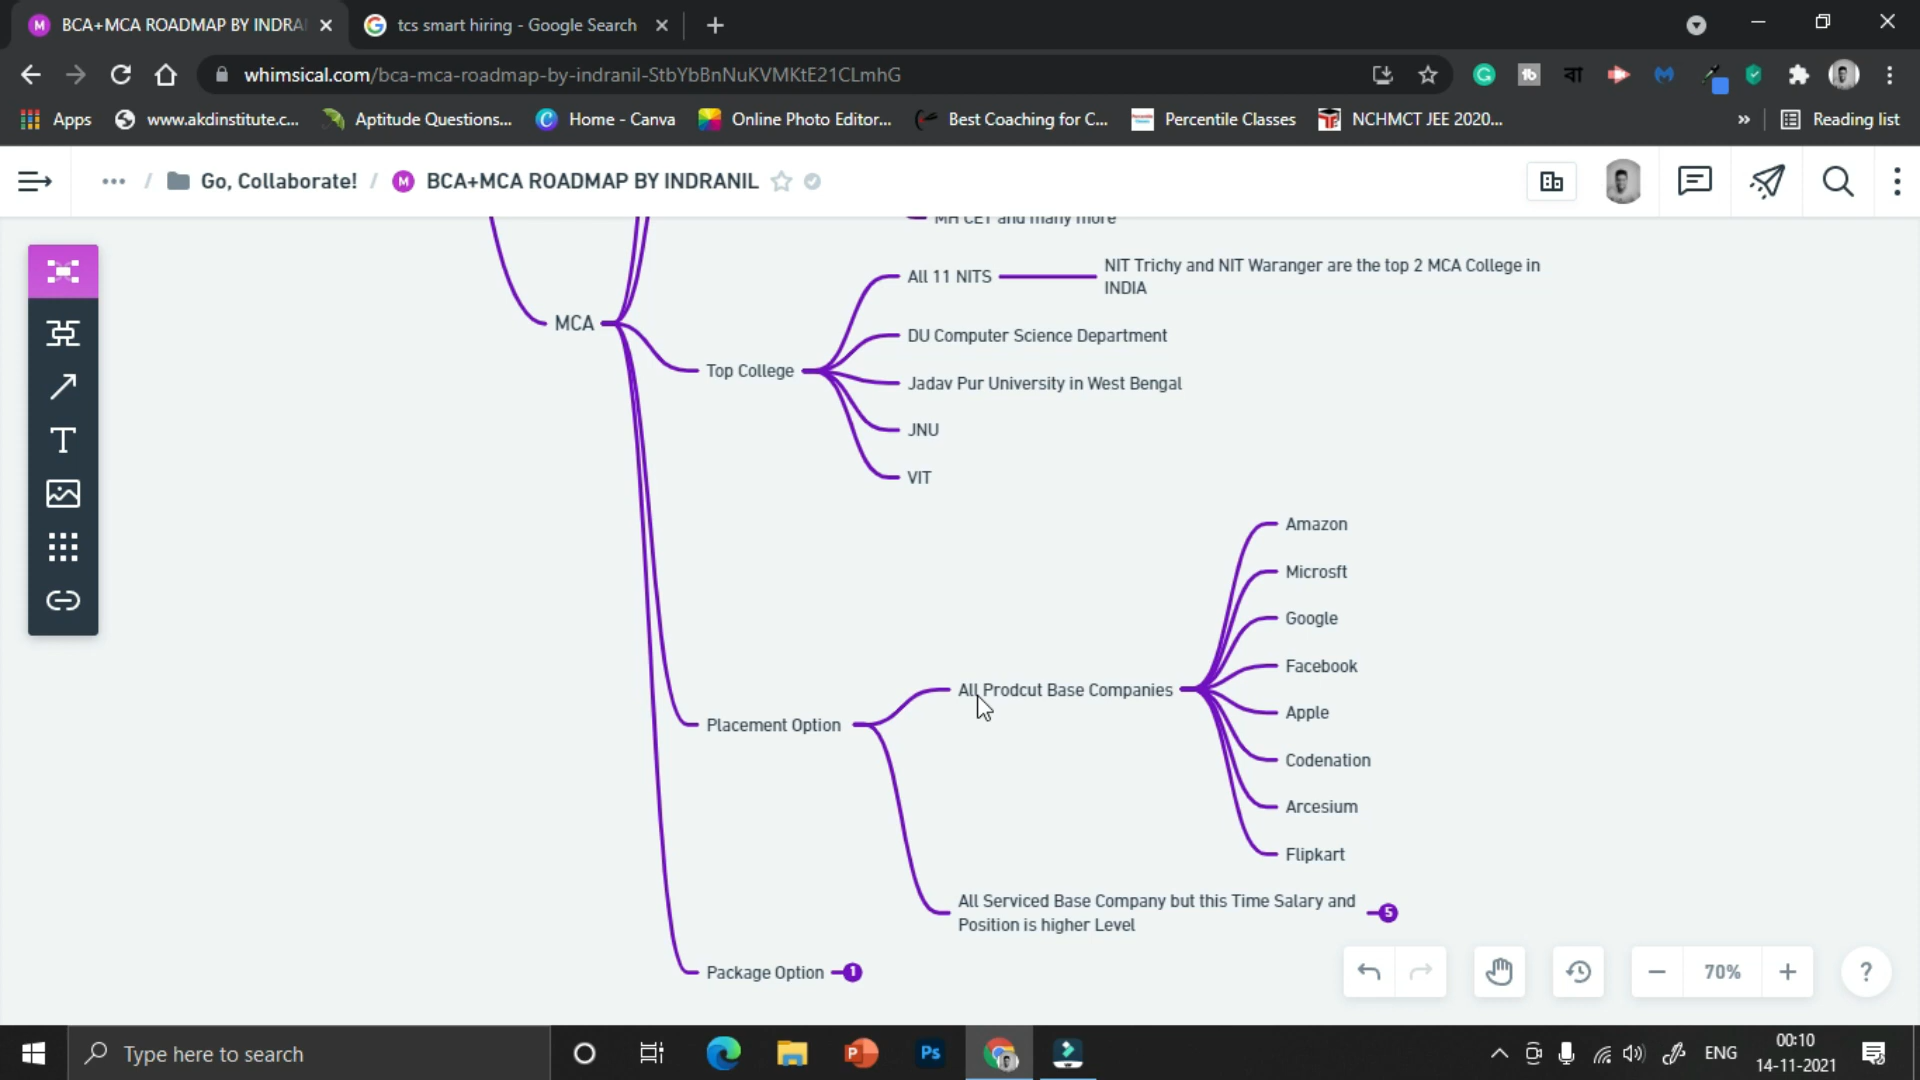 BCA+MCA ROADMAP BY INDRA
tcs smart hiring - Google Search
whimsical.com/bca-mca-roadmap-by-indranil-StbYbBnNuKVMKtE21CLmhG
Apps
www.akdinstitute.c...
Aptitude Questions...
Home - Canva
Online Photo Editor...
Best Coaching for C...
Percentile Classes
NCHMCT JEE 2020...
»
Reading list
... / Go, Collaborate! / M BCA+MCA ROADMAP BY INDRANIL
MH CET and many more
All 11 NITS
NIT Trichy and NIT Waranger are the top 2 MCA College in
INDIA
MCA
DU Computer Science Department
Top College
Jadav Pur University in West Bengal
JNU
VIT
Amazon
Microsft
Google
Facebook
All Prodcut Base Companies
Apple
Placement Option
Codenation
Arcesium
Flipkart
All Serviced Base Company but this Time Salary and
Position is higher Level
5
Package Option
1
70%
?
Type here to search
ENG
00:10
14-11-2021